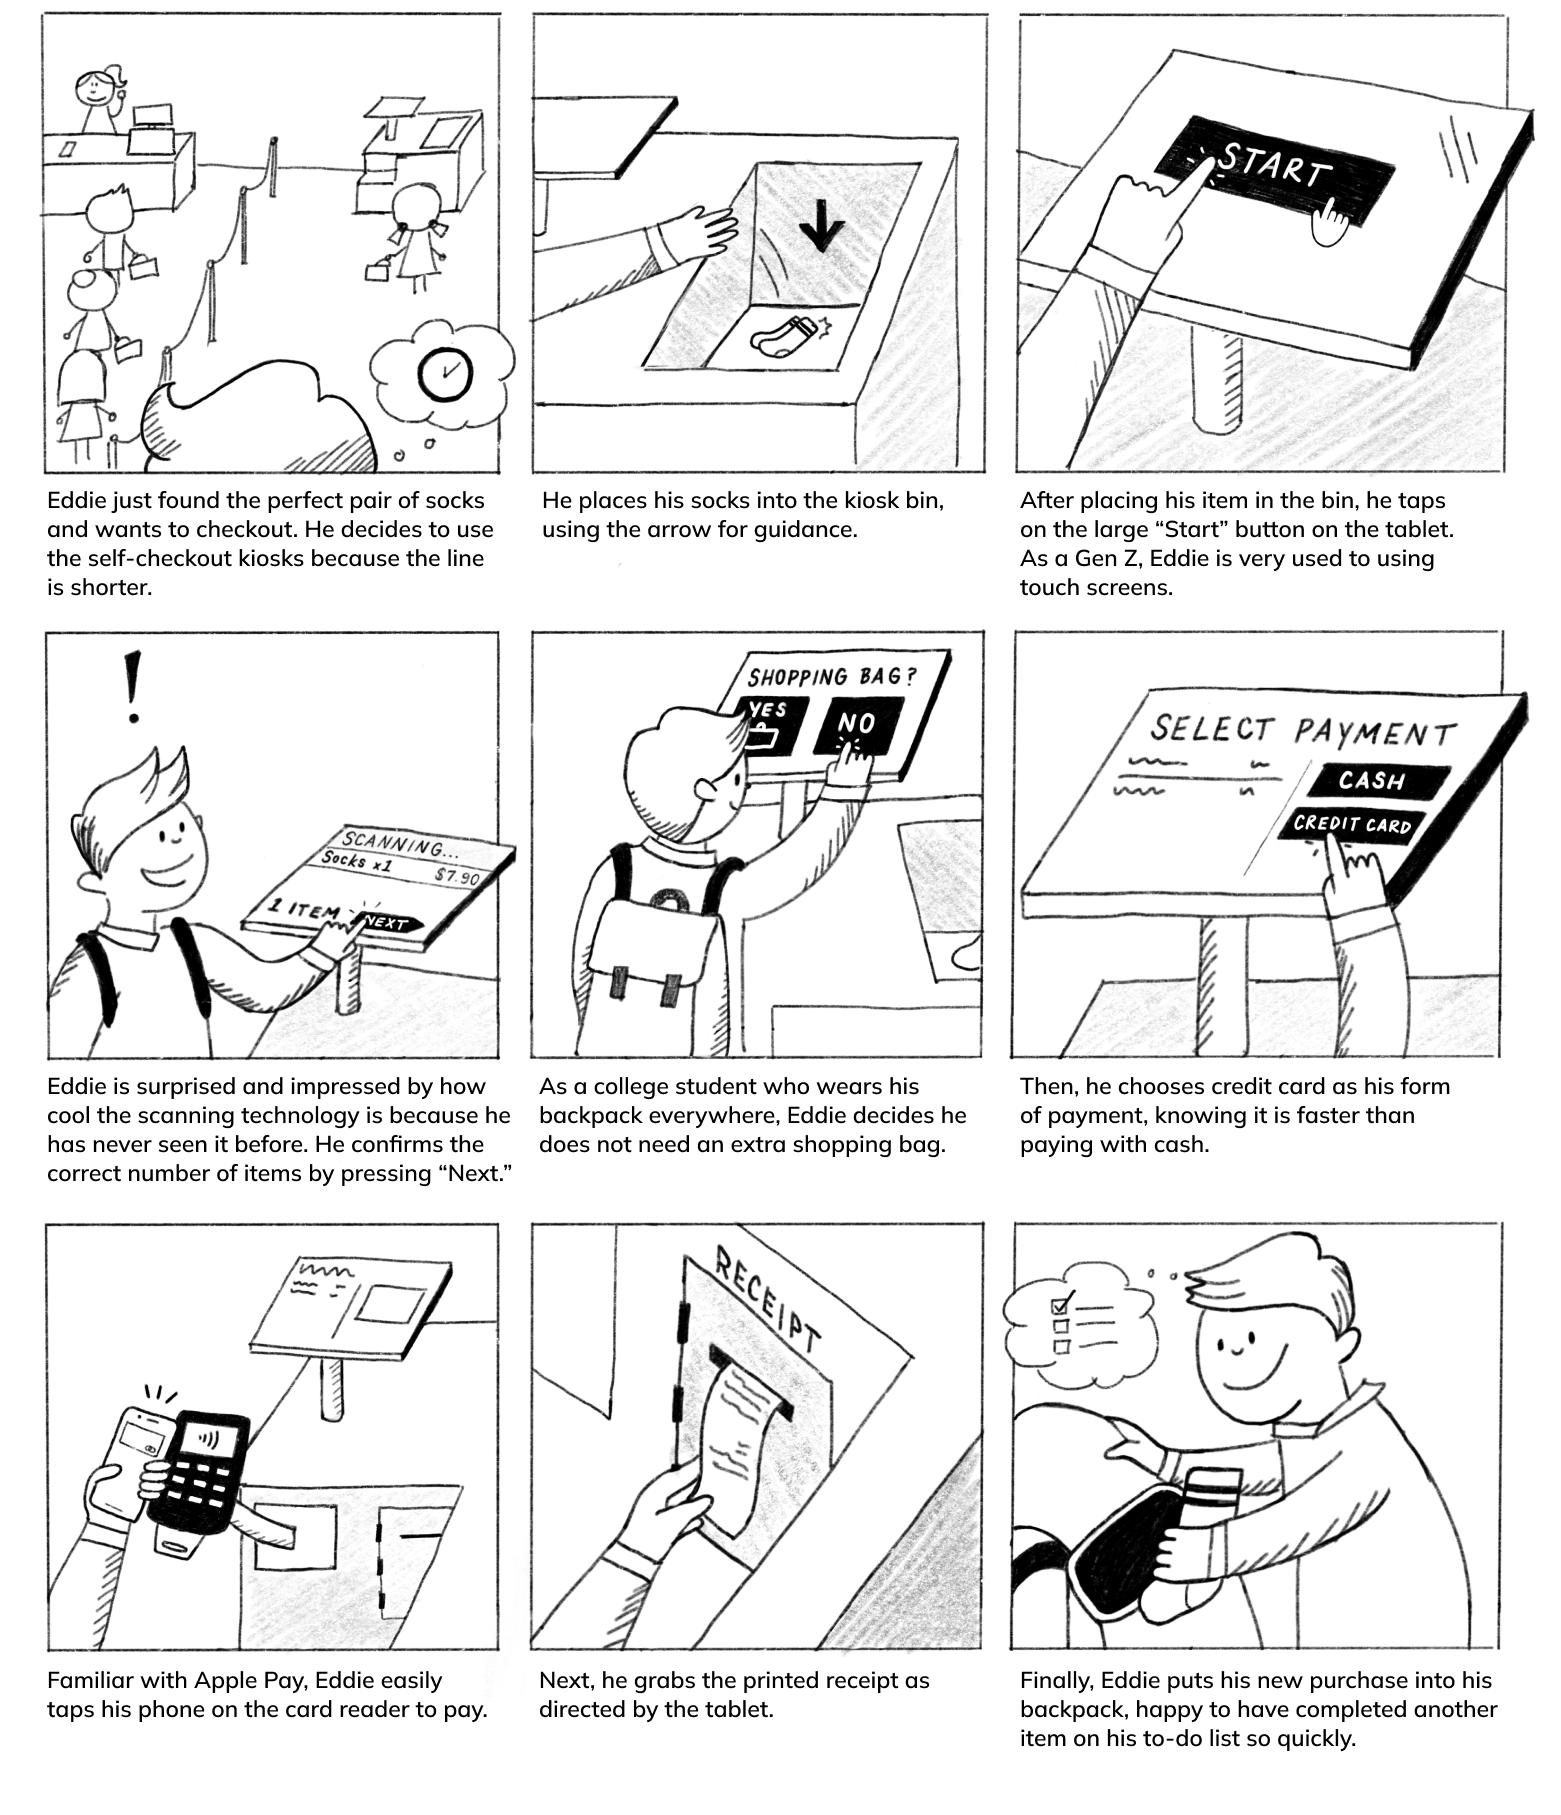 START
Eddie just found the perfect pair of socks
and wants to checkout. He decides to use
the self-checkout kiosks because the line
is shorter.
He places his socks into the kiosk bin,
using the arrow for guidance.
After placing his item in the bin, he taps
on the large “Start” button on the tablet.
As a Gen Z, Eddie is very used to using
touch screens.
!
SCANNING...
Socks x1 $7.90
1 ITEM NEXT
SHOPPING BAG?
YES
NO
SELECT PAYMENT
CASH
CREDIT CARD
Eddie is surprised and impressed by how
cool the scanning technology is because he
has never seen it before. He confirms the
correct number of items by pressing “Next.”
As a college student who wears his
backpack everywhere, Eddie decides he
does not need an extra shopping bag.
Then, he chooses credit card as his form
of payment, knowing it is faster than
paying with cash.
RECEIPT
Familiar with Apple Pay, Eddie easily
taps his phone on the card reader to pay.
Next, he grabs the printed receipt as
directed by the tablet.
Finally, Eddie puts his new purchase into his
backpack, happy to have completed another
item on his to-do list so quickly.